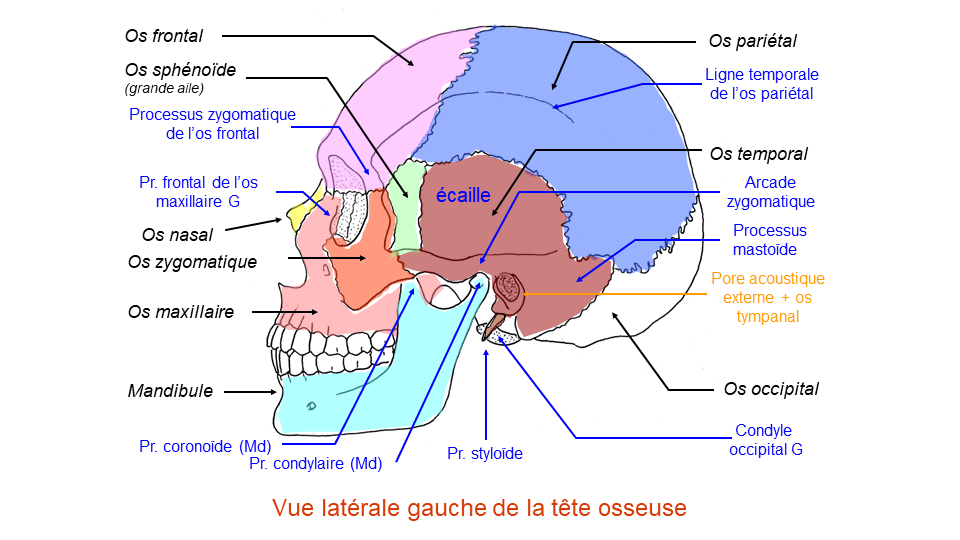 Os frontal
Os sphénoïde
(grande aile)
Processus zygomatique
de l’os frontal
Pr. frontal de l’os
maxillaire G
Os nasal
Os zygomatique
Os maxillaire
Mandibule
Pr. coronoïde (Md)
Pr. condylaire (Md)
Pr. styloïde
écaille
Os pariétal
Ligne temporale
de l’os pariétal
Os temporal
Arcade
zygomatique
Processus
mastoïde
Pore acoustique
externe + os
tympanal
Os occipital
Condyle
occipital G
Vue latérale gauche de la tête osseuse